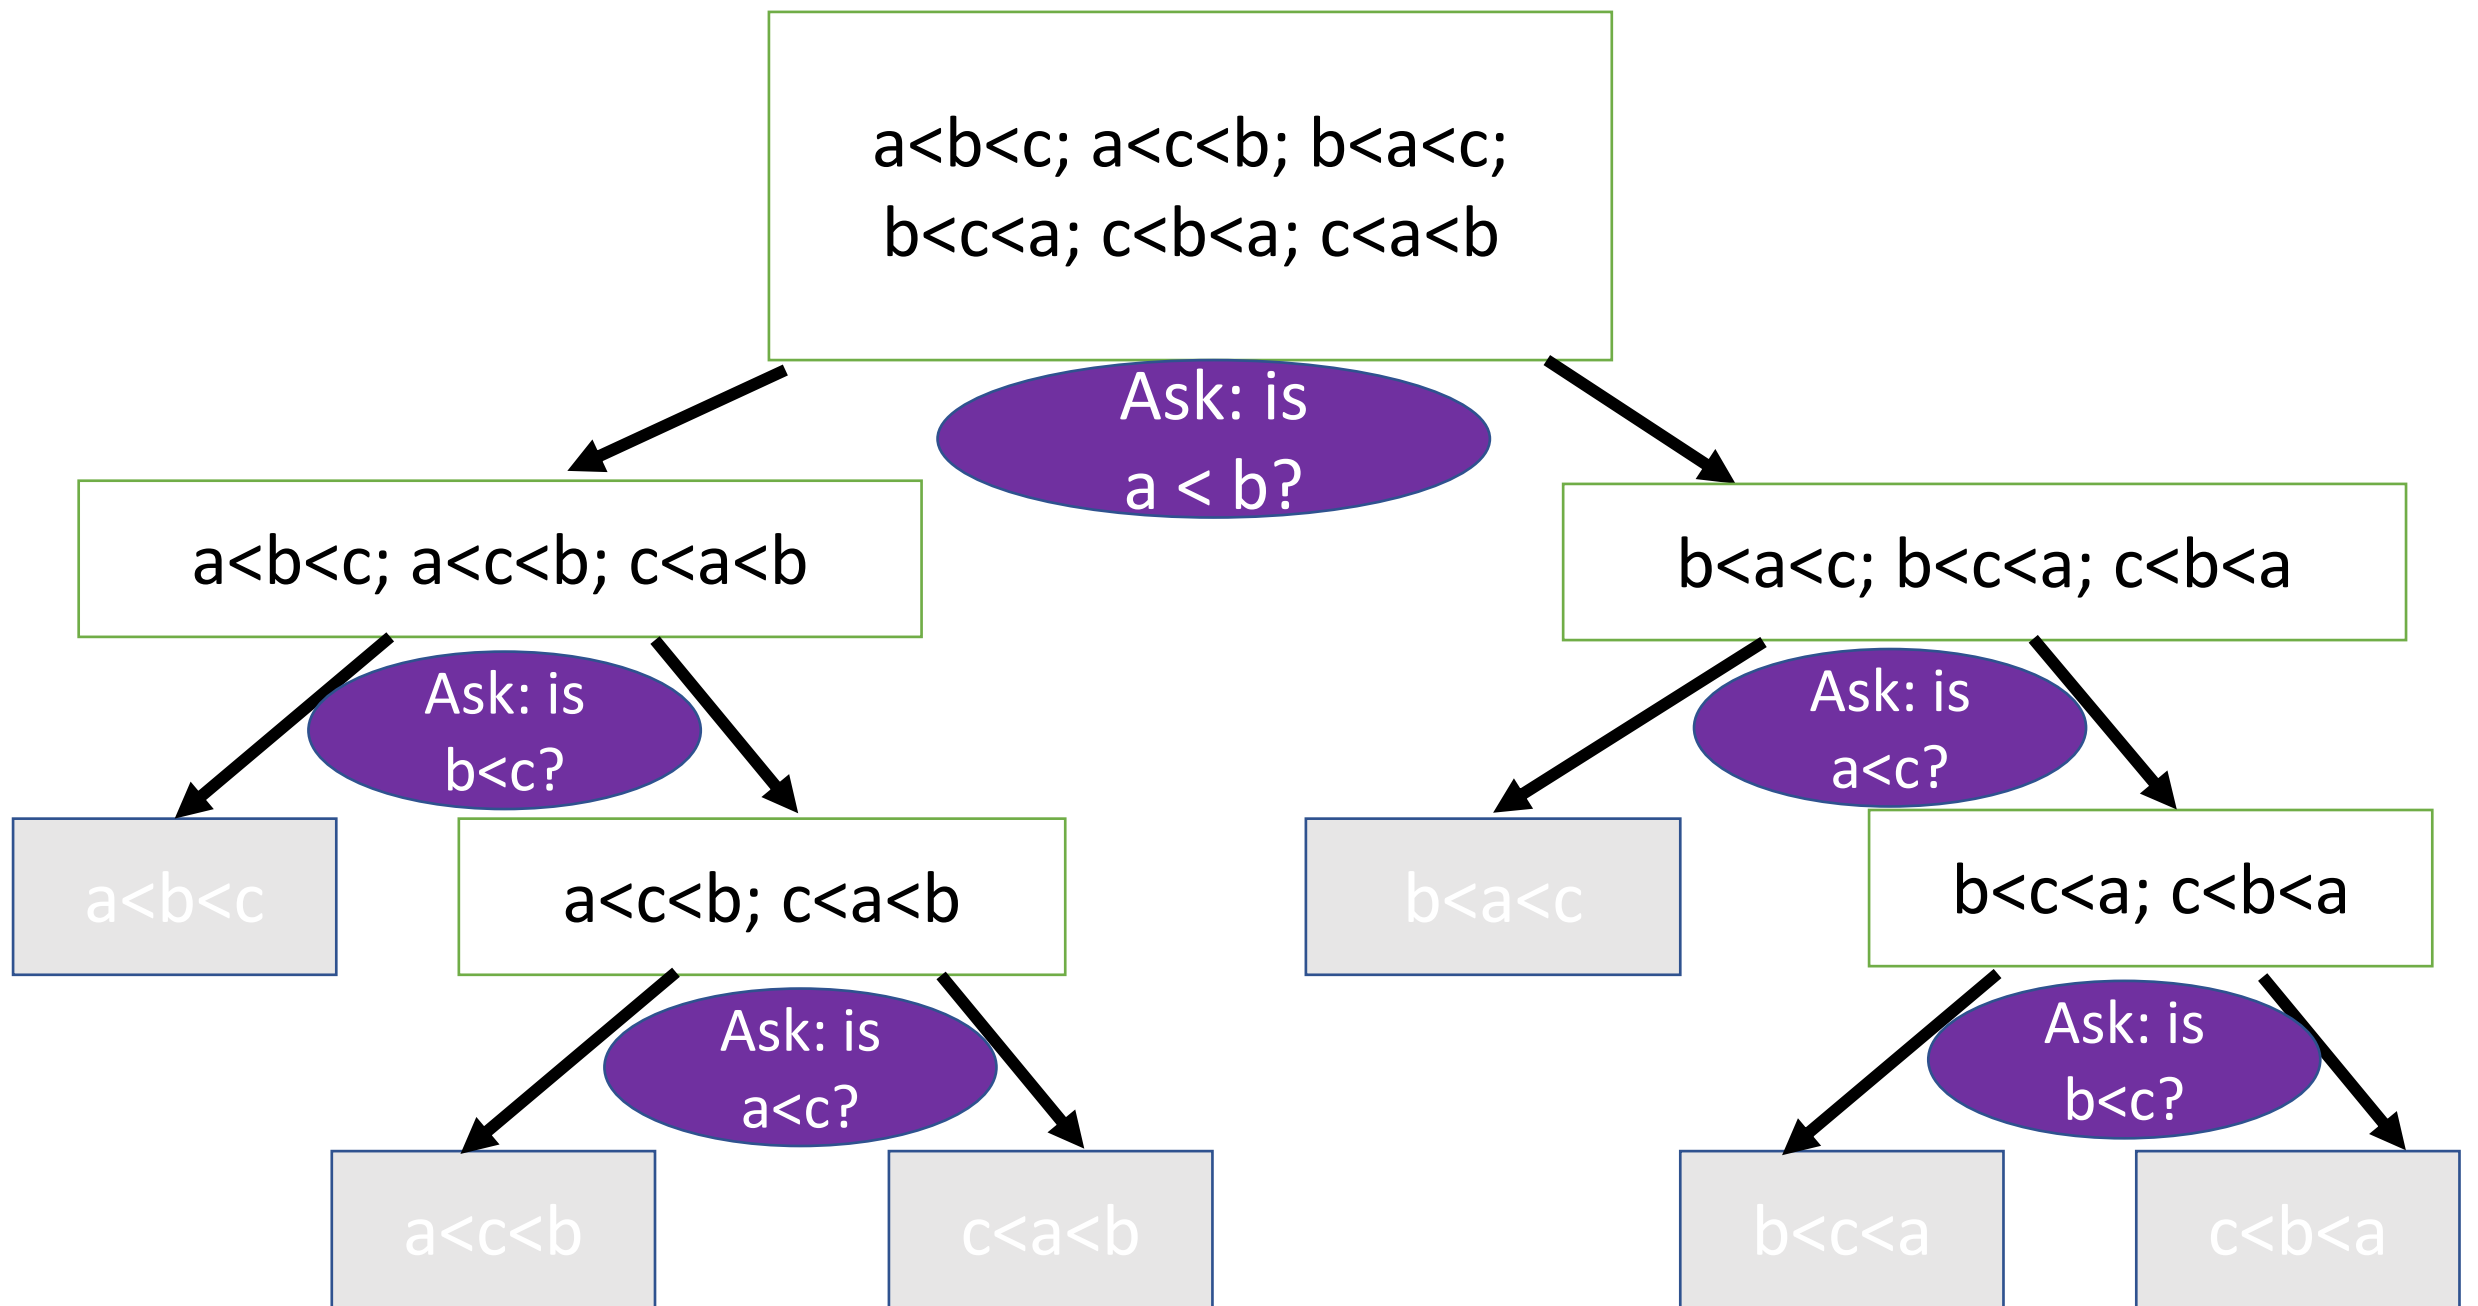 a<b<c; a<c<b; b<a<c;
b<c<a; c<b<a; c<a<b
Ask: is
a < b?
a<b<c; a<c<b; c<a<b
b<a<c; b<c<a; c<b<a
Ask: is
b<c?
Ask: is
a<c?
a<b<c
a<c<b; c<a<b
b<a<c
b<c<a; c<b<a
Ask: is
a<c?
Ask: is
b<c?
a<c<b
c<a<b
b<c<a
c<b<a